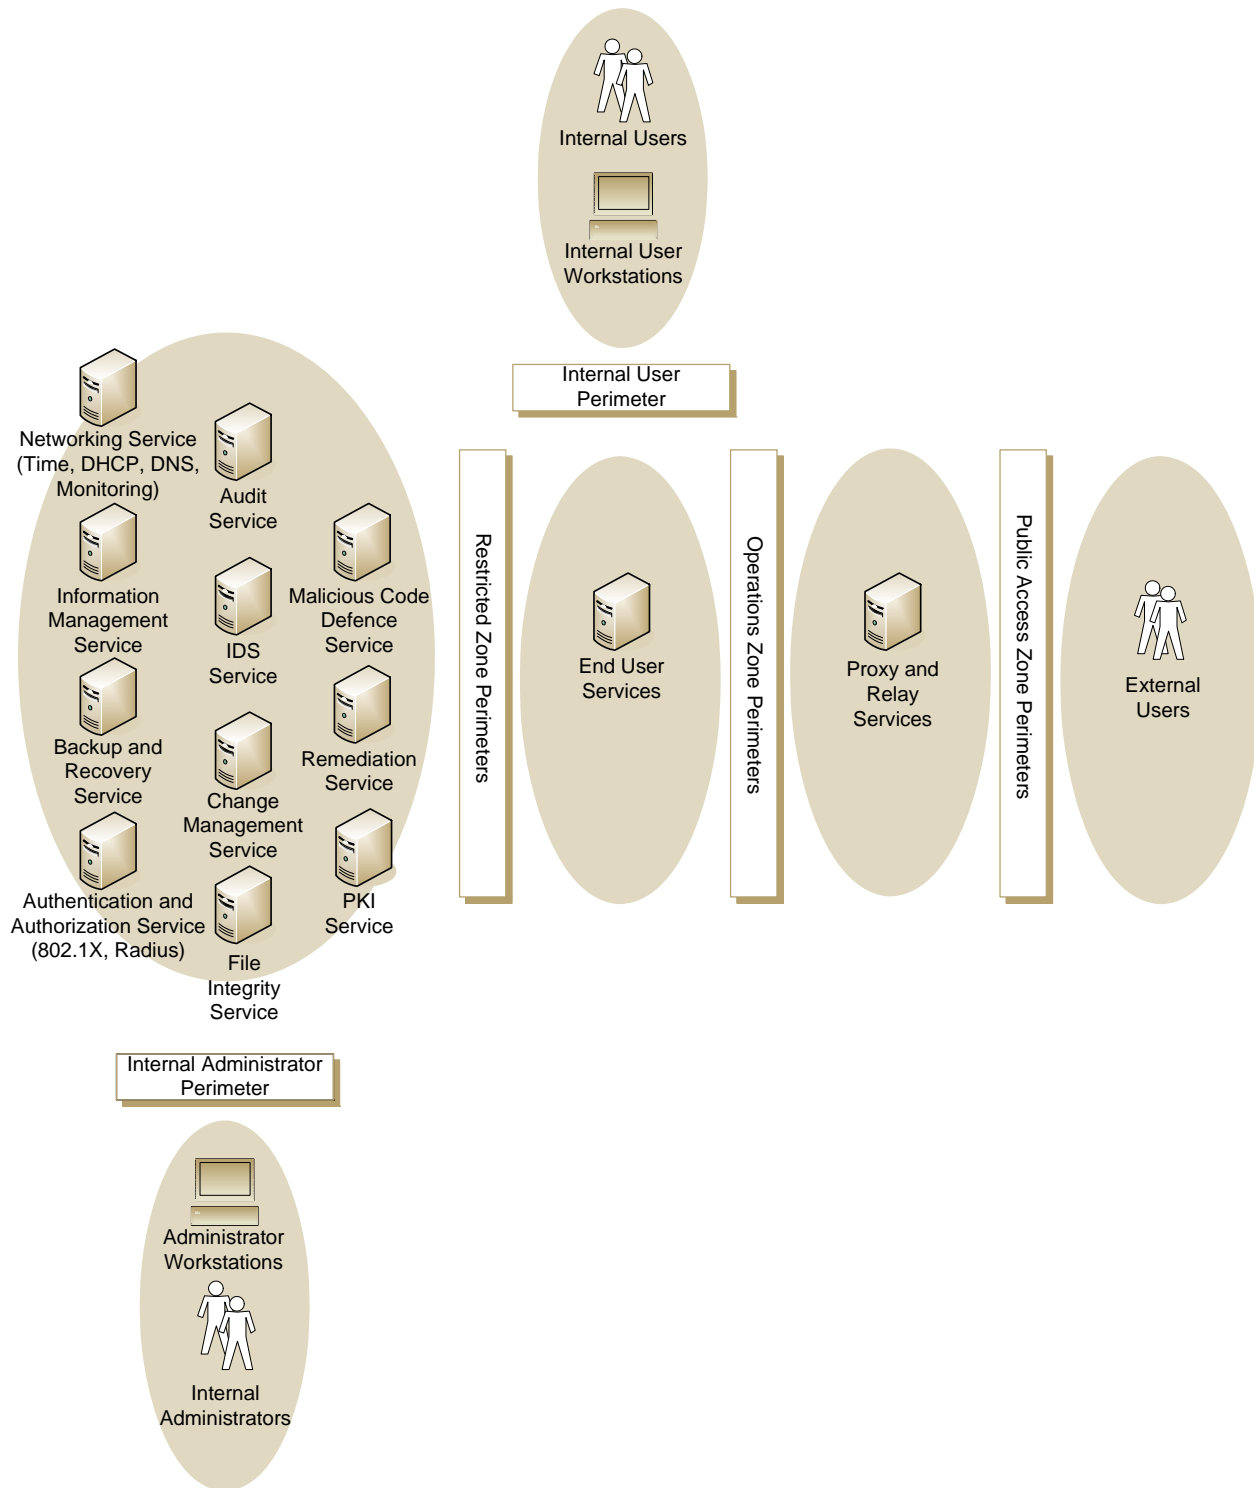 Internal Users
Internal User
Workstations
Internal User
Perimeter
Networking Service
(Time, DHCP, DNS,
Monitoring)
Audit
Service
Information
Management
Service
IDS
Service
Malicious Code
Defence
Service
Backup and
Recovery
Service
Change
Management
Service
Remediation
Service
Authentication and
Authorization Service
(802.1X, Radius)
File
Integrity
Service
PKI
Service
Restricted Zone Perimeters
End User
Services
Operations Zone Perimeters
Proxy and
Relay
Services
Public Access Zone Perimeters
External
Users
Internal Administrator
Perimeter
Administrator
Workstations
Internal
Administrators